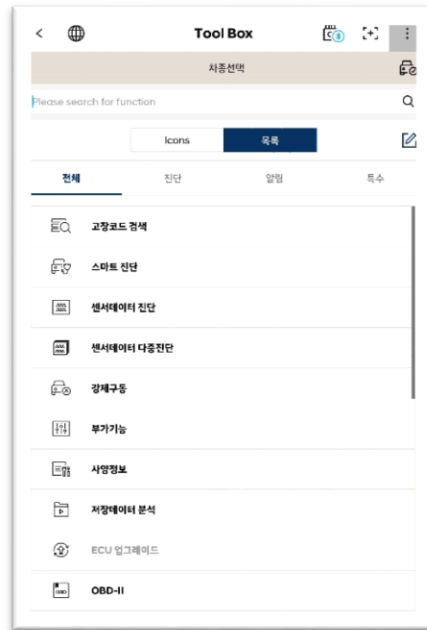 Tool Box
차종선택
Please search for function
Icons 목록
전체 진단 알림 특수
고장코드 검색
스마트 진단
센서데이터 진단
센서데이터 다중진단
강제구동
부가기능
사양정보
저장데이터 분석
ECU 업그레이드
OBD-II